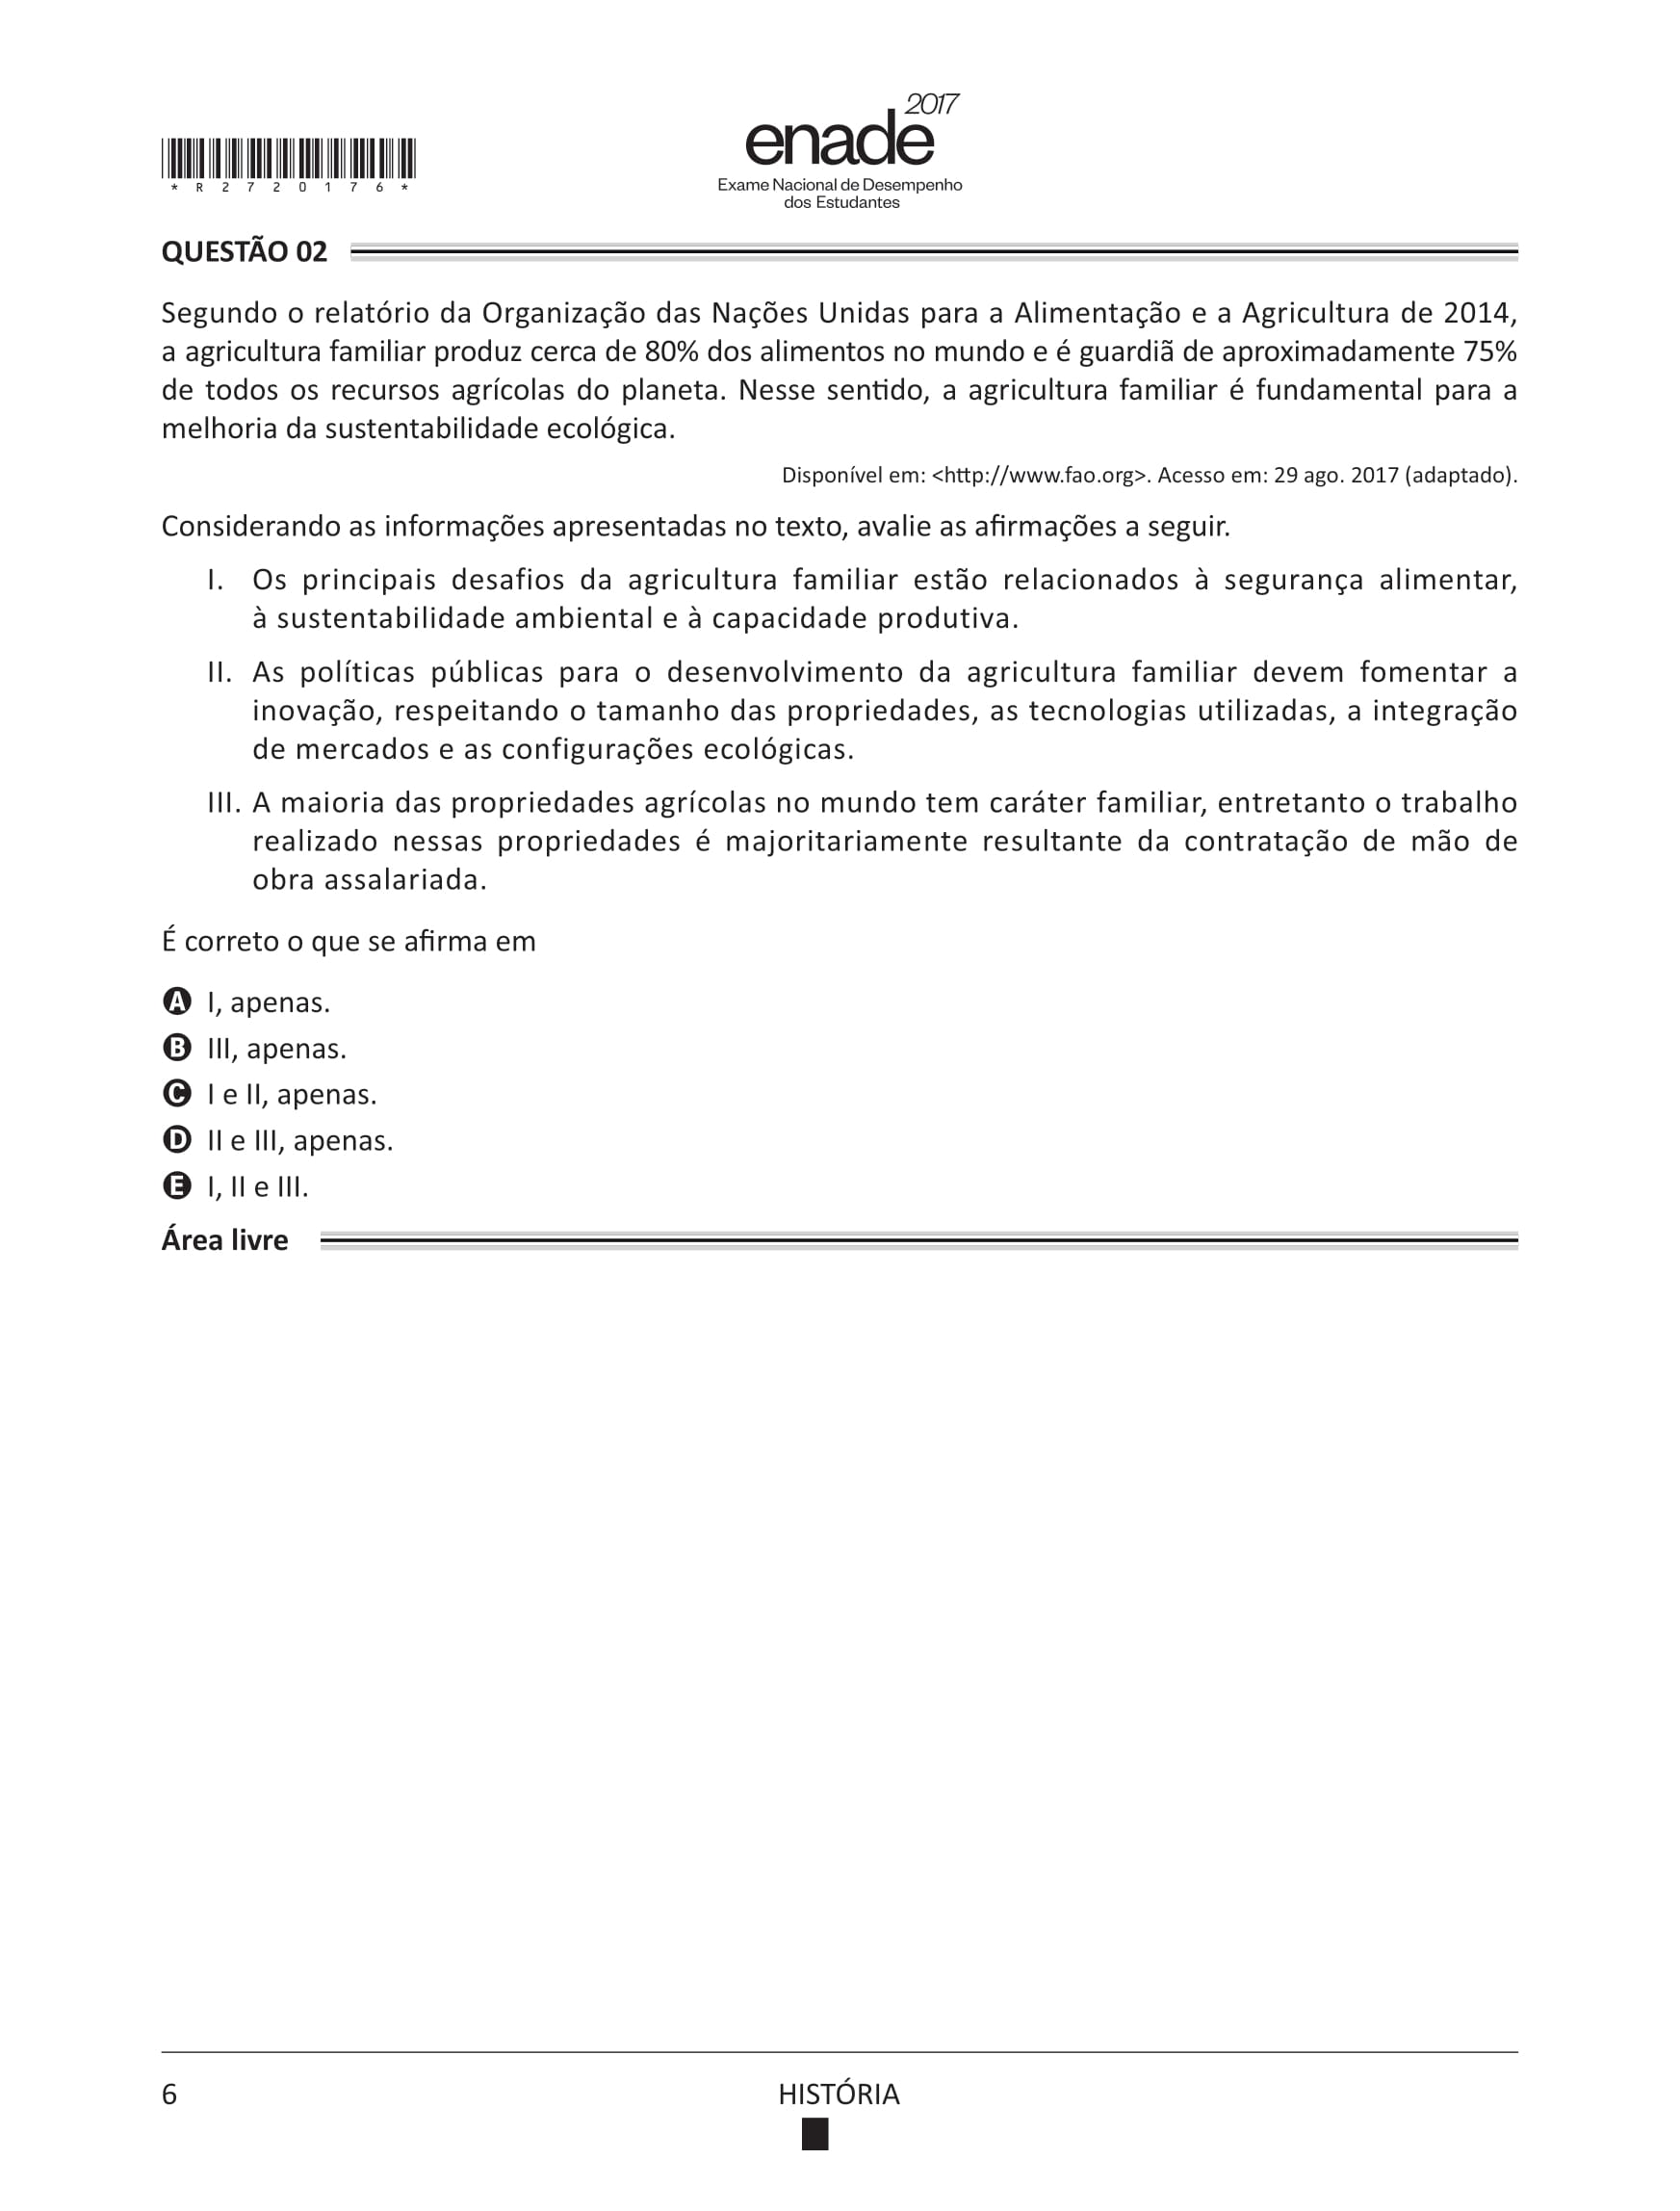 2017
enade
Exame Nacional de Desempenho
dos Estudantes
*R2720176*
QUESTÃO 02
Segundo o relatório da Organização das Nações Unidas para a Alimentação e a Agricultura de 2014,
a agricultura familiar produz cerca de 80% dos alimentos no mundo e é guardiã de aproximadamente 75%
de todos os recursos agrícolas do planeta. Nesse sentido, a agricultura familiar é fundamental para a
melhoria da sustentabilidade ecológica.
Disponível em: <http://www.fao.org>. Acesso em: 29 ago. 2017 (adaptado).
Considerando as informações apresentadas no texto, avalie as afirmações a seguir.
I. Os principais desafios da agricultura familiar estão relacionados à segurança alimentar,
à sustentabilidade ambiental e à capacidade produtiva.
II. As políticas públicas para o desenvolvimento da agricultura familiar devem fomentar a
inovação, respeitando o tamanho das propriedades, as tecnologias utilizadas, a integração
de mercados e as configurações ecológicas.
III. A maioria das propriedades agrícolas no mundo tem caráter familiar, entretanto o trabalho
realizado nessas propriedades é majoritariamente resultante da contratação de mão de
obra assalariada.
É correto o que se afirma em
A I, apenas.
B III, apenas.
C I e II, apenas.
D II e III, apenas.
E I, II e III.
Área livre
6
HISTÓRIA